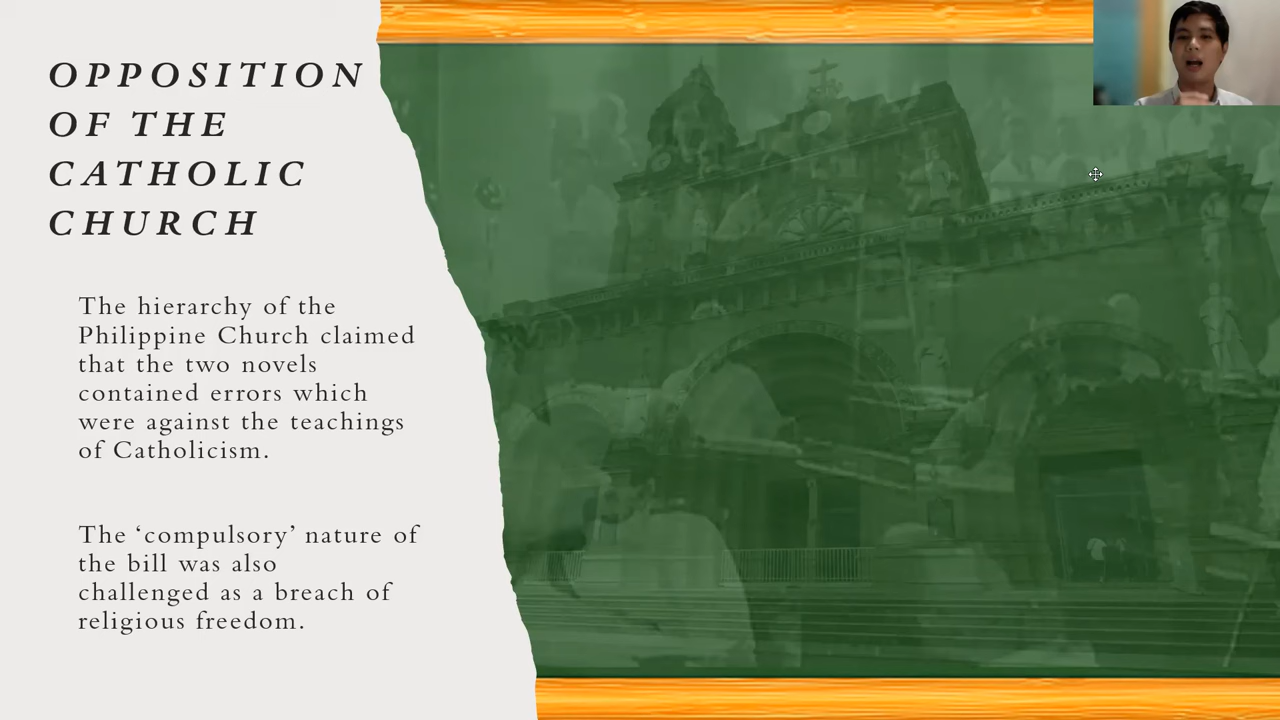 OPPOSITION
OF THE
CATHOLIC
CHURCH
The hierarchy of the
Philippine Church claimed
that the two novels
contained errors which
were against the teachings
of Catholicism.
The ‘compulsory’ nature of
the bill was also
challenged as a breach of
religious freedom.